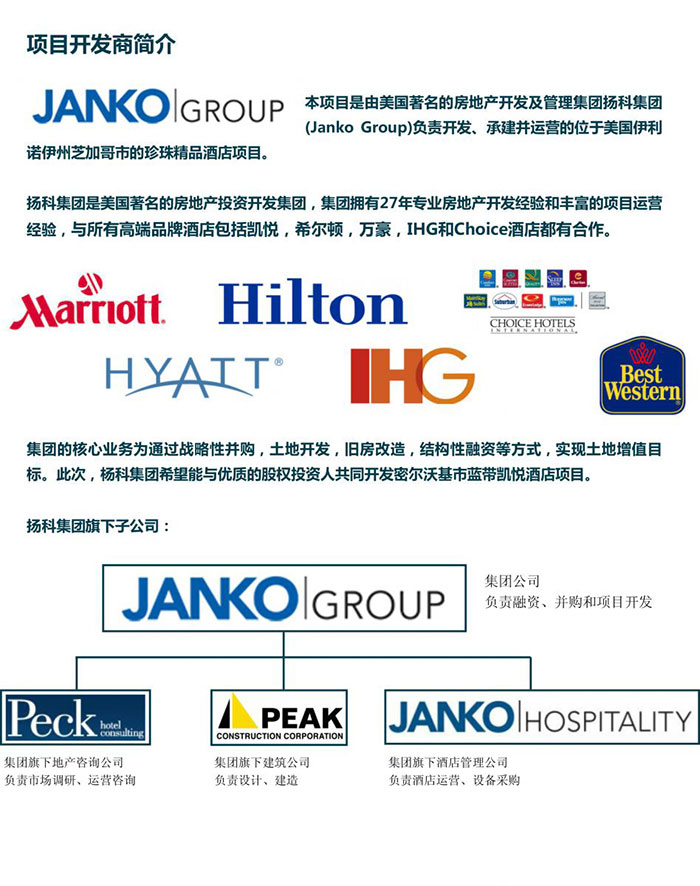 项目开发商简介
JANKO GROUP
本项目是由美国著名的房地产开发及管理集团扬科集团
(Janko Group)负责开发、承建并运营的位于美国伊利
诺伊州芝加哥市的珍珠精品酒店项目。
扬科集团是美国著名的房地产投资开发集团，集团拥有27年专业房地产开发经验和丰富的项目运营
经验，与所有高端品牌酒店包括凯悦，希尔顿，万豪，IHG和Choice酒店都有合作。
Marriott
Hilton
CHOICE HOTELS
INTERNATIONAL
HYATT
IHG
Best
Western
集团的核心业务为通过战略性并购，土地开发，旧房改造，结构性融资等方式，实现土地增值目
标。此次，杨科集团希望能与优质的股权投资人共同开发密尔沃基市蓝带凯悦酒店项目。
扬科集团旗下子公司：
JANKO GROUP
集团公司
负责融资、并购和项目开发
Peck hotel
consulting
PEAK
CONSTRUCTION CORPORATION
JANKO HOSPITALITY
集团旗下地产咨询公司
负责市场调研、运营咨询
集团旗下建筑公司
负责设计、建造
集团旗下酒店管理公司
负责酒店运营、设备采购